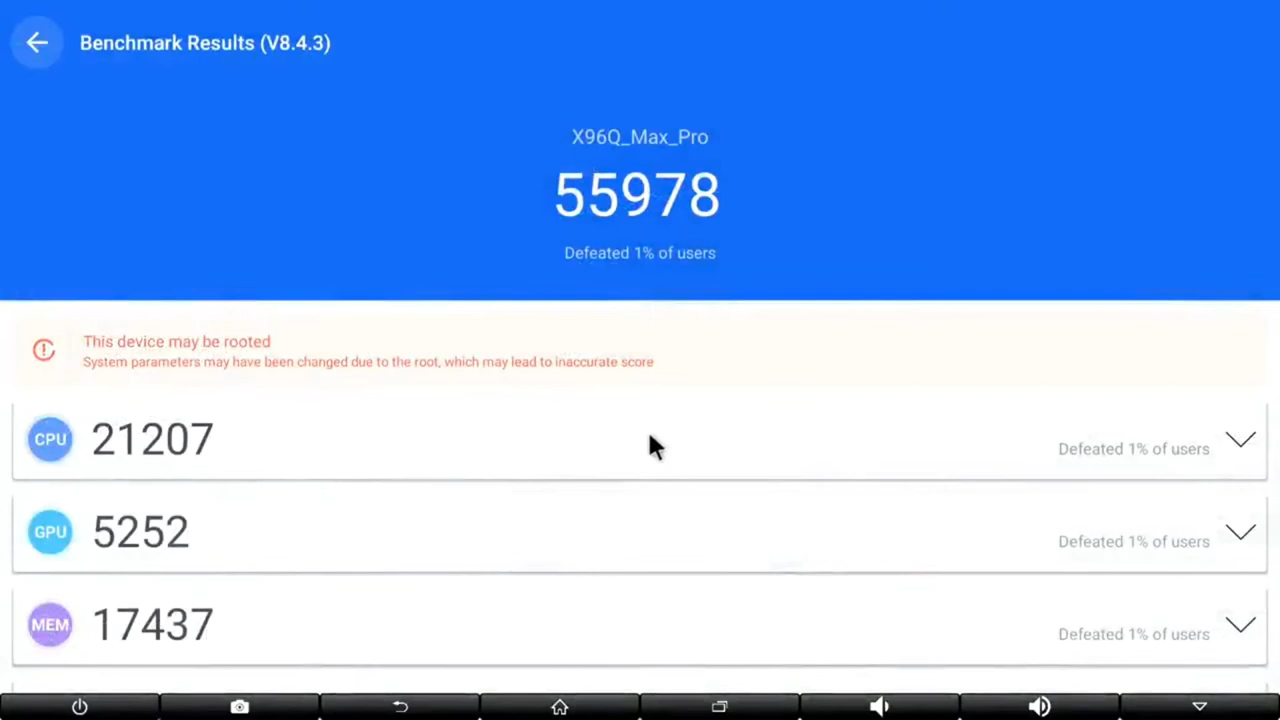 Benchmark Results (V8.4.3)
X96Q_Max_Pro
55978
Defeated 1% of users
This device may be rooted
System parameters may have been changed due to the root, which may lead to inaccurate score
CPU 21207 Defeated 1% of users
GPU 5252 Defeated 1% of users
MEM 17437 Defeated 1% of users